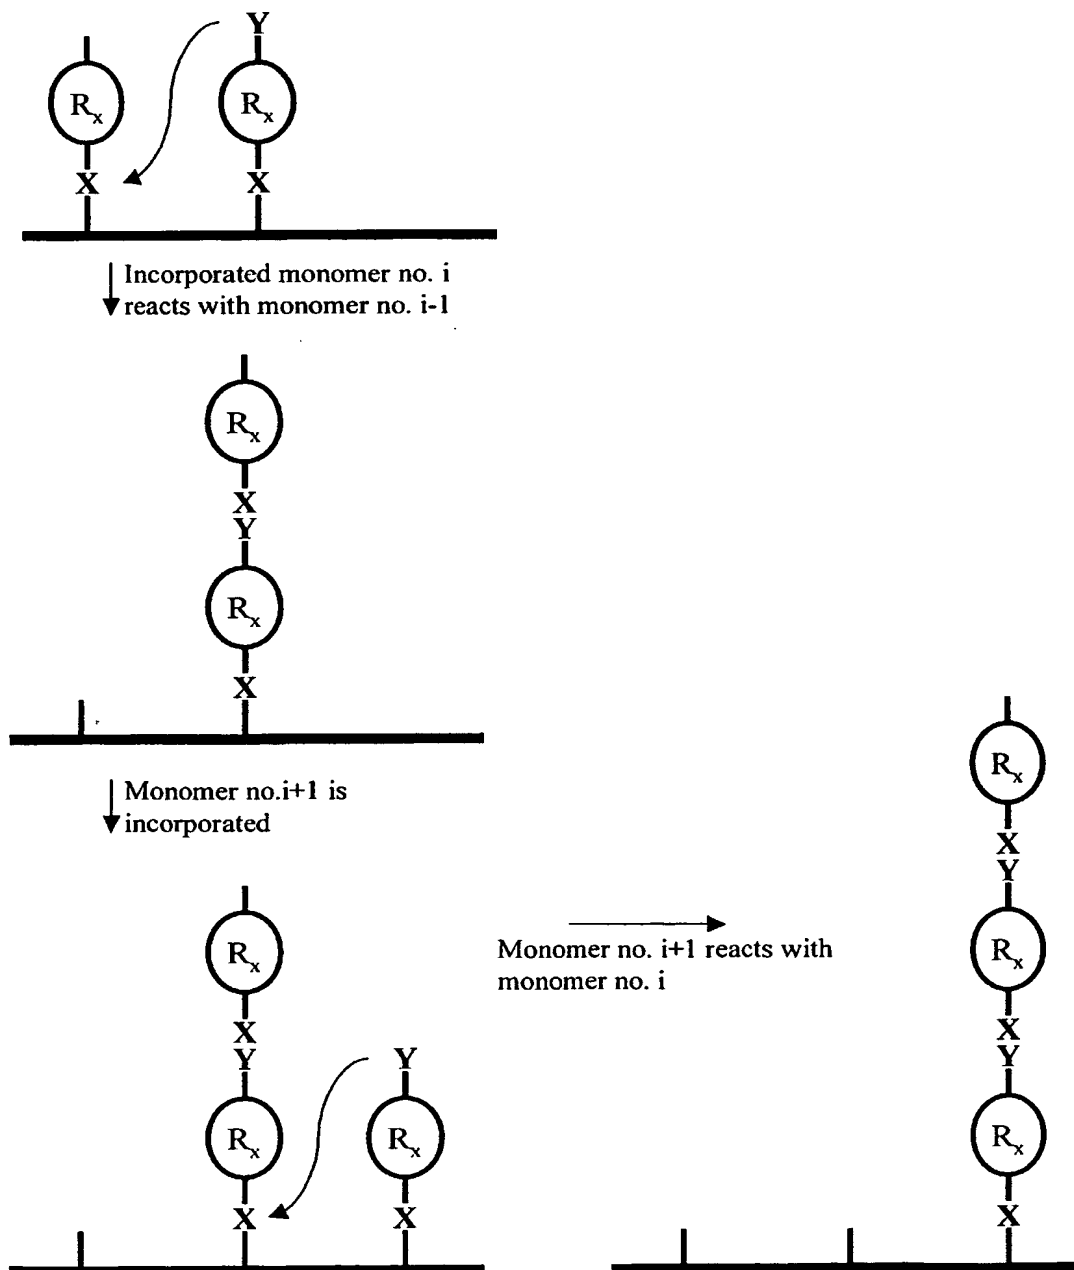 Y
Rx Rx
X X
Incorporated monomer no. i
reacts with monomer no. i-1
Rx
X
Y
Rx
X
Monomer no.i+1 is
incorporated
Rx
X
Y
Y
Rx Rx
X X
Monomer no. i+1 reacts with
monomer no. i
Rx
X
Y
Rx
X
Y
Rx
X